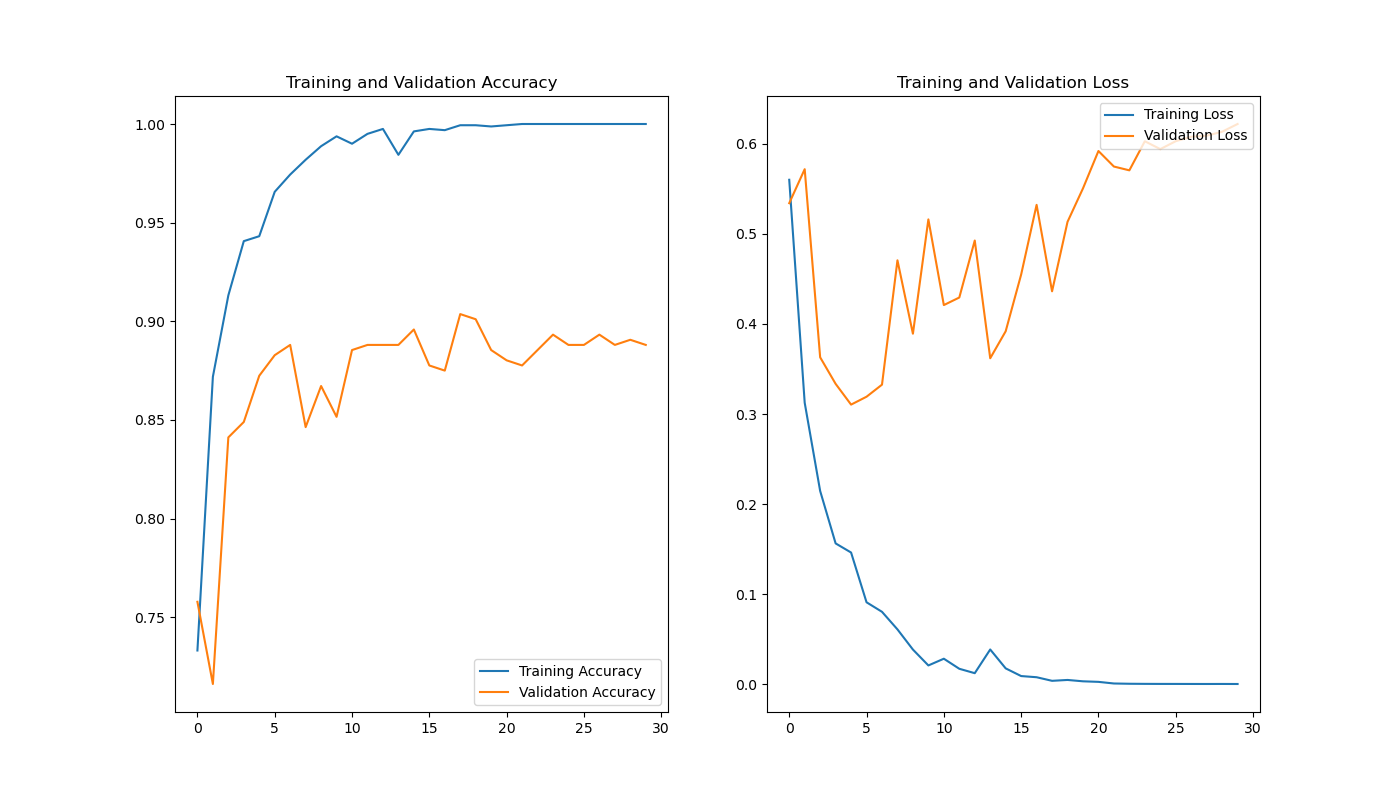 Training and Validation Accuracy
1.00
0.95
0.90
0.85
0.80
0.75
Training Accuracy
Validation Accuracy
0 5 10 15 20 25 30
Training and Validation Loss
Training Loss
Validation Loss
0.6
0.5
0.4
0.3
0.2
0.1
0.0
0 5 10 15 20 25 30